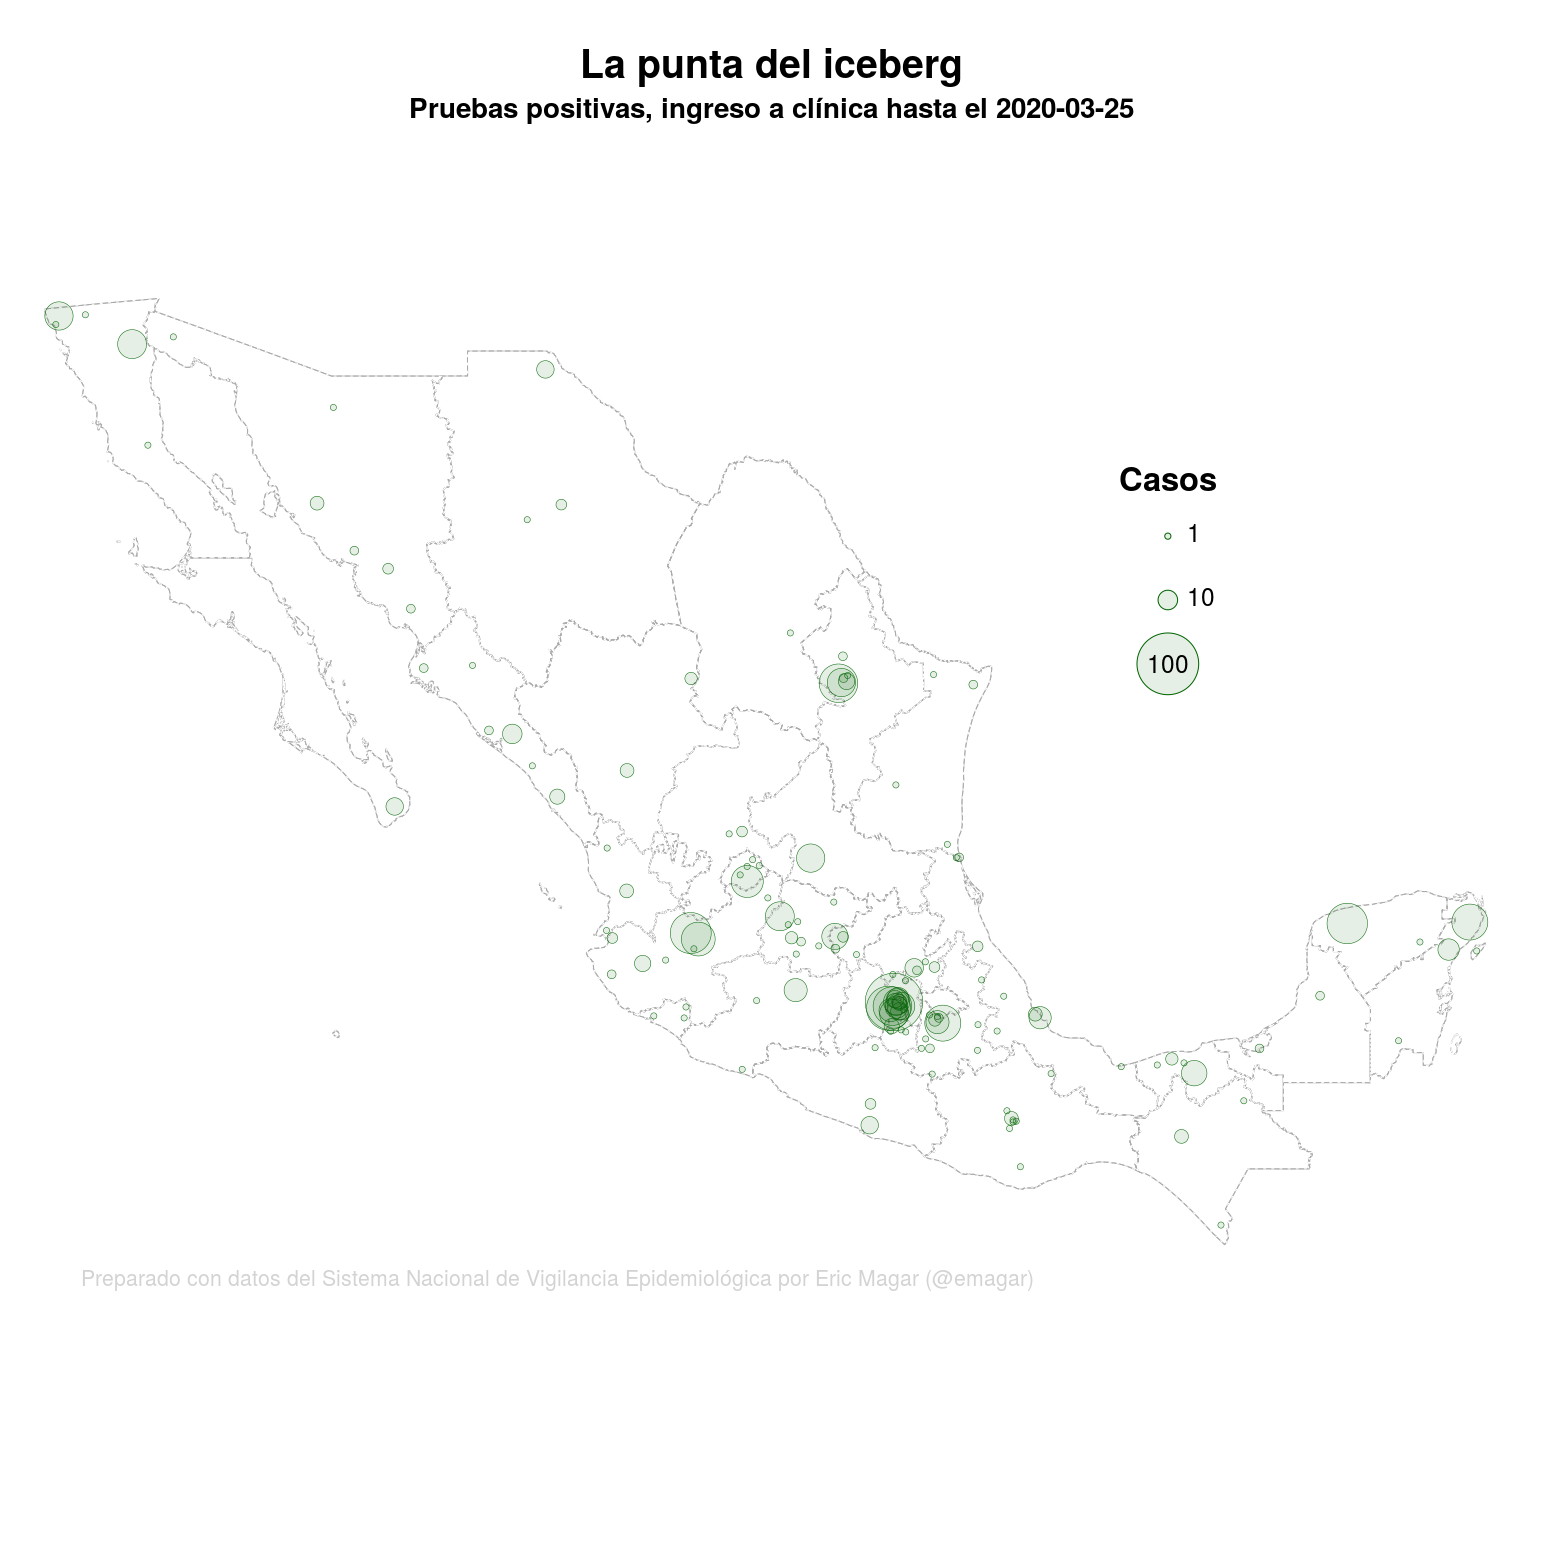 La punta del iceberg
Pruebas positivas, ingreso a clínica hasta el 2020-03-25
Casos
1
10
100
Preparado con datos del Sistema Nacional de Vigilancia Epidemiológica por Eric Magar (@emagar)